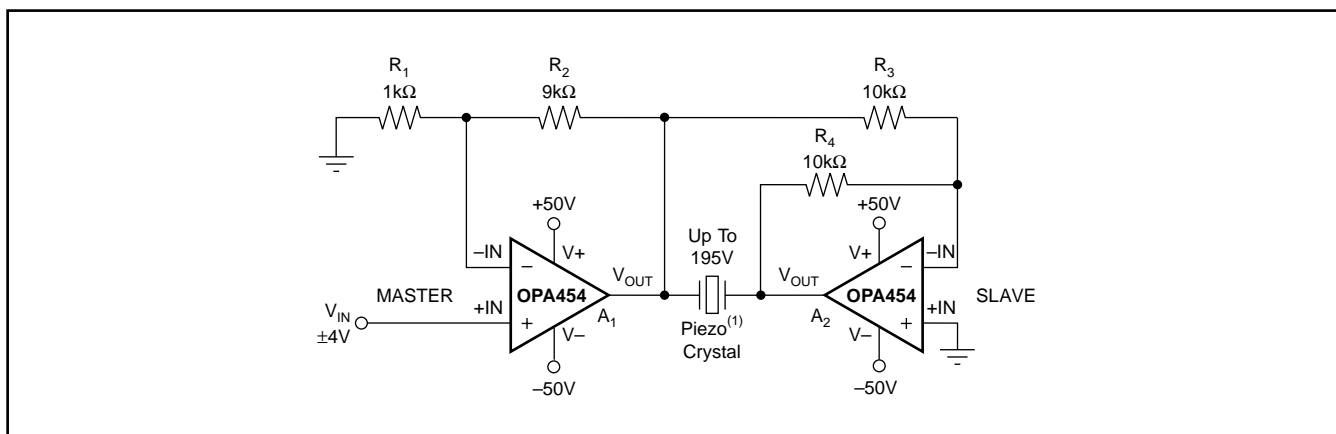 R1
1kΩ
R2
9kΩ
R3
10kΩ
R4
10kΩ
+50V
V+
–IN
–
MASTER
+IN
+
OPA454
VOUT
A1
V–
–50V
VIN
±4V
Up To
195V
Piezo(1)
Crystal
+50V
V+
–IN
–
VOUT
OPA454
A2
+IN
+
SLAVE
V–
–50V